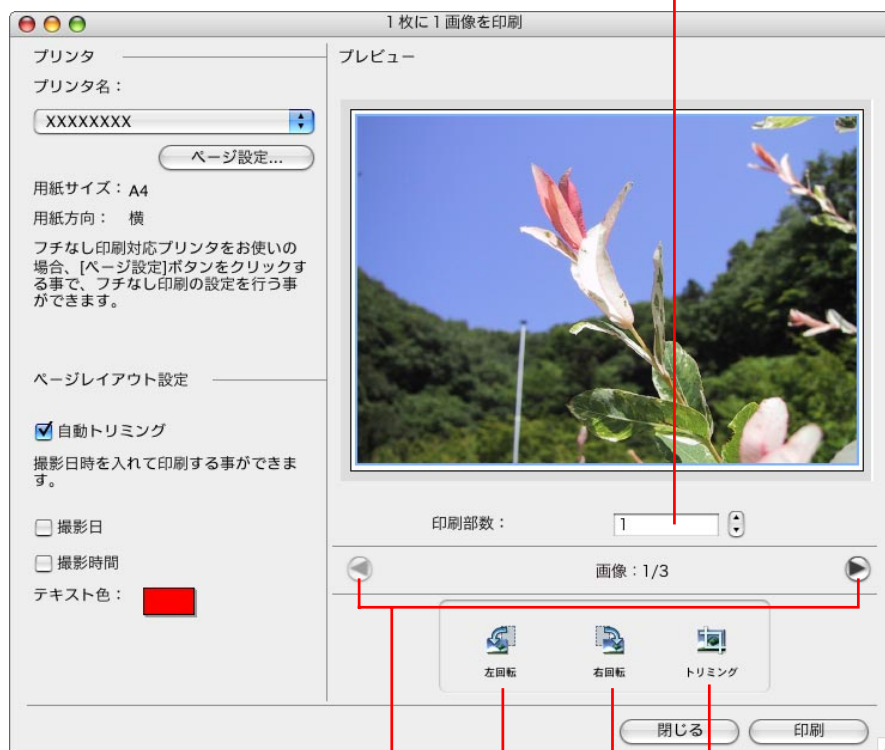 1枚に1画像を印刷
プリンタ
プリンタ名：
XXXXXXXX
ページ設定...
用紙サイズ：A4
用紙方向：　横
フチなし印刷対応プリンタをお使いの
場合、[ページ設定]ボタンをクリックす
る事で、フチなし印刷の設定を行う事
ができます。
ページレイアウト設定
自動トリミング
撮影日時を入れて印刷する事ができま
す。
撮影日
撮影時間
テキスト色：
プレビュー
印刷部数：　1
画像：1/3
左回転　右回転　トリミング
閉じる　印刷